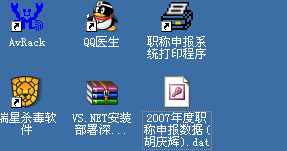 AvRack
QQ医生
职称申报系
统打印程序
瑞星杀毒软
件
VS.NET安装
部署深...
2007年度职
称申报数据(
胡庆辉).dat